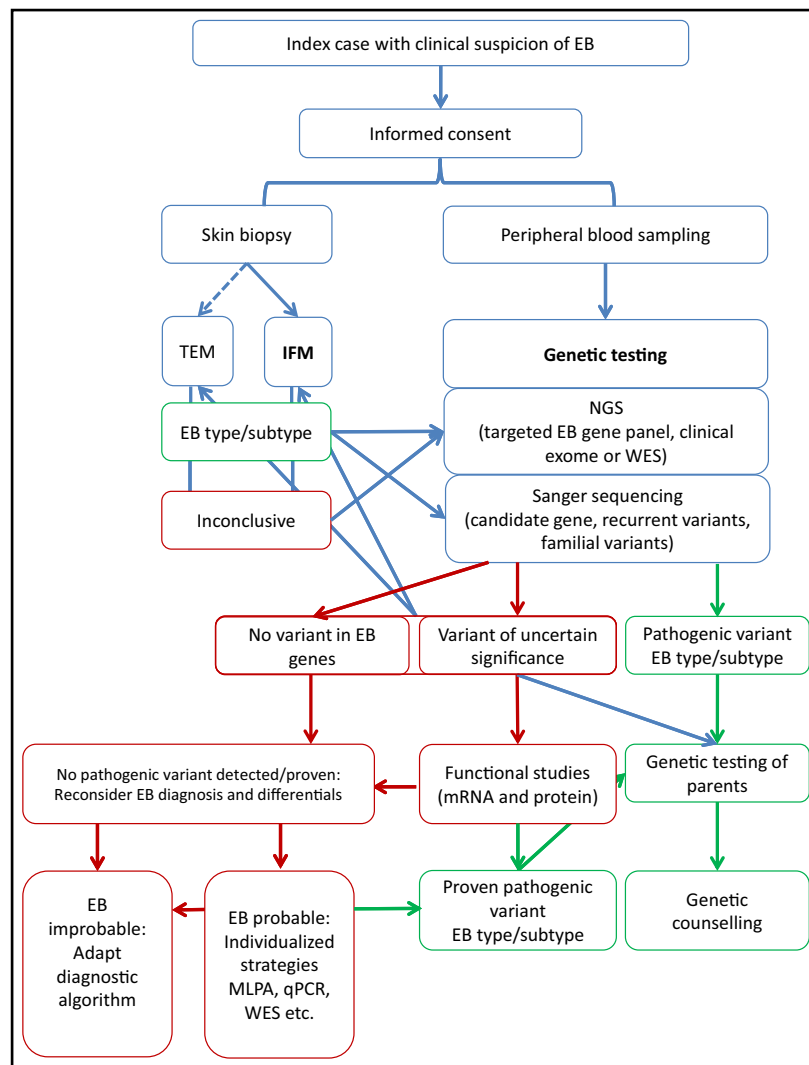 Index case with clinical suspicion of EB
Informed consent
Skin biopsy
Peripheral blood sampling
TEM
IFM
Genetic testing
EB type/subtype
NGS
(targeted EB gene panel, clinical
exome or WES)
Inconclusive
Sanger sequencing
(candidate gene, recurrent variants,
familial variants)
No variant in EB
genes
Variant of uncertain
significance
Pathogenic variant
EB type/subtype
No pathogenic variant detected/proven:
Reconsider EB diagnosis and differentials
Functional studies
(mRNA and protein)
Genetic testing of
parents
EB
improbable:
Adapt
diagnostic
algorithm
EB probable:
Individualized
strategies
MLPA, qPCR,
WES etc.
Proven pathogenic
variant
EB type/subtype
Genetic
counselling